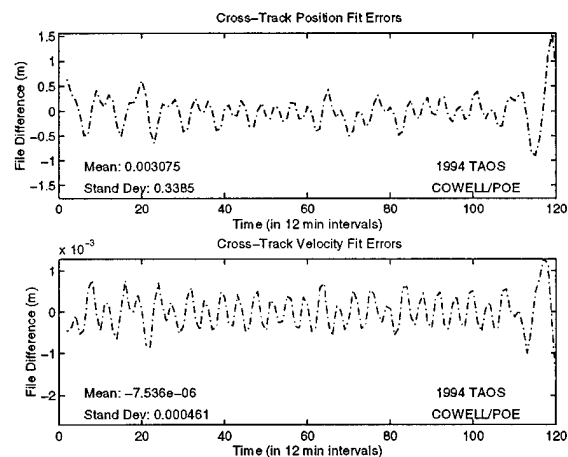 Cross-Track Position Fit Errors
1.5
1
0.5
0
-0.5
-1
-1.5
File Difference (m)
Mean: 0.003075
1994 TAOS
Stand Dev: 0.3385
COWELL/POE
0 20 40 60 80 100 120
Time (in 12 min intervals)
x 10^-3
Cross-Track Velocity Fit Errors
1
0
-1
-2
File Difference (m)
Mean: -7.536e-06
1994 TAOS
Stand Dev: 0.000461
COWELL/POE
0 20 40 60 80 100 120
Time (in 12 min intervals)